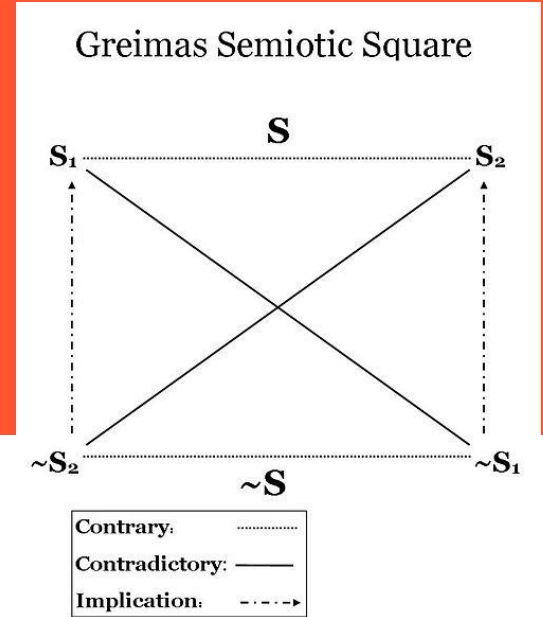 Greimas Semiotic Square
S
S₁ S₂
~S₂ ~S₁
~S
Contrary:
Contradictory:
Implication: